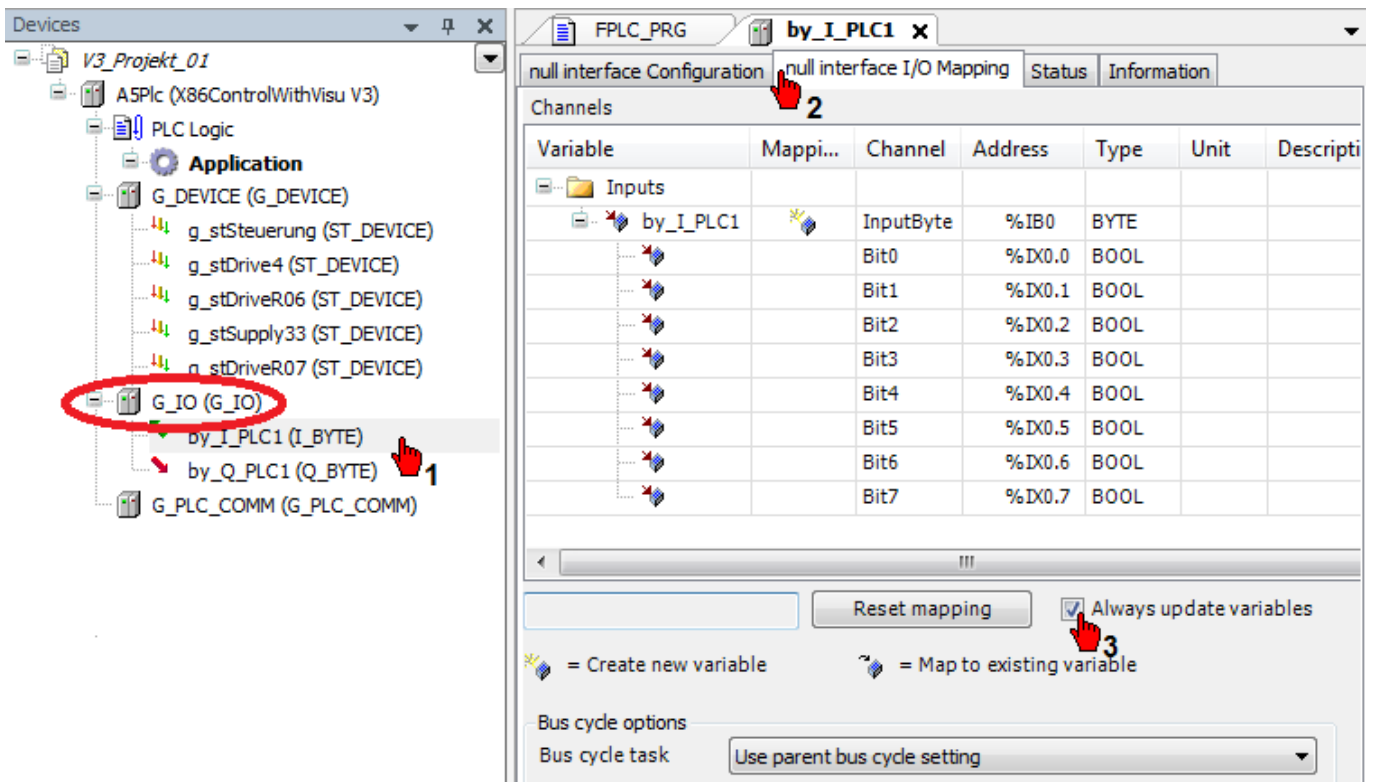 Devices
V3_Projekt_01
A5Plc (X86ControlWithVisu V3)
PLC Logic
Application
G_DEVICE (G_DEVICE)
g_stSteuerung (ST_DEVICE)
g_stDrive4 (ST_DEVICE)
g_stDriveR06 (ST_DEVICE)
g_stSupply33 (ST_DEVICE)
g_stDriveR07 (ST_DEVICE)
G_IO (G_IO)
by_I_PLC1 (I_BYTE)
1
by_Q_PLC1 (Q_BYTE)
G_PLC_COMM (G_PLC_COMM)
FPLC_PRG by_I_PLC1 x
null interface Configuration null interface I/O Mapping Status Information
2
Channels
Variable Mappi... Channel Address Type Unit Descripti
Inputs
by_I_PLC1 InputByte %IB0 BYTE
Bit0 %IX0.0 BOOL
Bit1 %IX0.1 BOOL
Bit2 %IX0.2 BOOL
Bit3 %IX0.3 BOOL
Bit4 %IX0.4 BOOL
Bit5 %IX0.5 BOOL
Bit6 %IX0.6 BOOL
Bit7 %IX0.7 BOOL
Reset mapping Always update variables
3
= Create new variable = Map to existing variable
Bus cycle options
Bus cycle task Use parent bus cycle setting